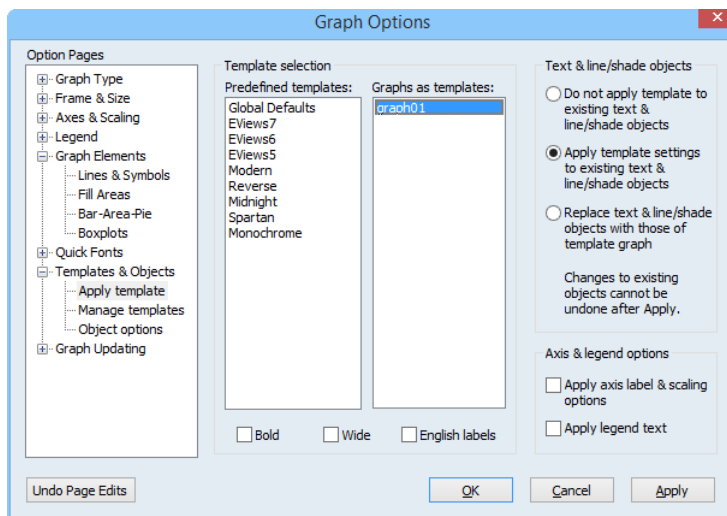 Graph Options
Option Pages
Graph Type
Frame & Size
Axes & Scaling
Legend
Graph Elements
Lines & Symbols
Fill Areas
Bar-Area-Pie
Boxplots
Quick Fonts
Templates & Objects
Apply template
Manage templates
Object options
Graph Updating
Template selection
Predefined templates:
Global Defaults
EViews7
EViews6
EViews5
Modern
Reverse
Midnight
Spartan
Monochrome
Graphs as templates:
graph01
Bold
Wide
English labels
Text & line/shade objects
Do not apply template to
existing text &
line/shade objects
Apply template settings
to existing text &
line/shade objects
Replace text & line/shade
objects with those of
template graph
Changes to existing
objects cannot be
undone after Apply.
Axis & legend options
Apply axis label & scaling
options
Apply legend text
Undo Page Edits
OK
Cancel
Apply